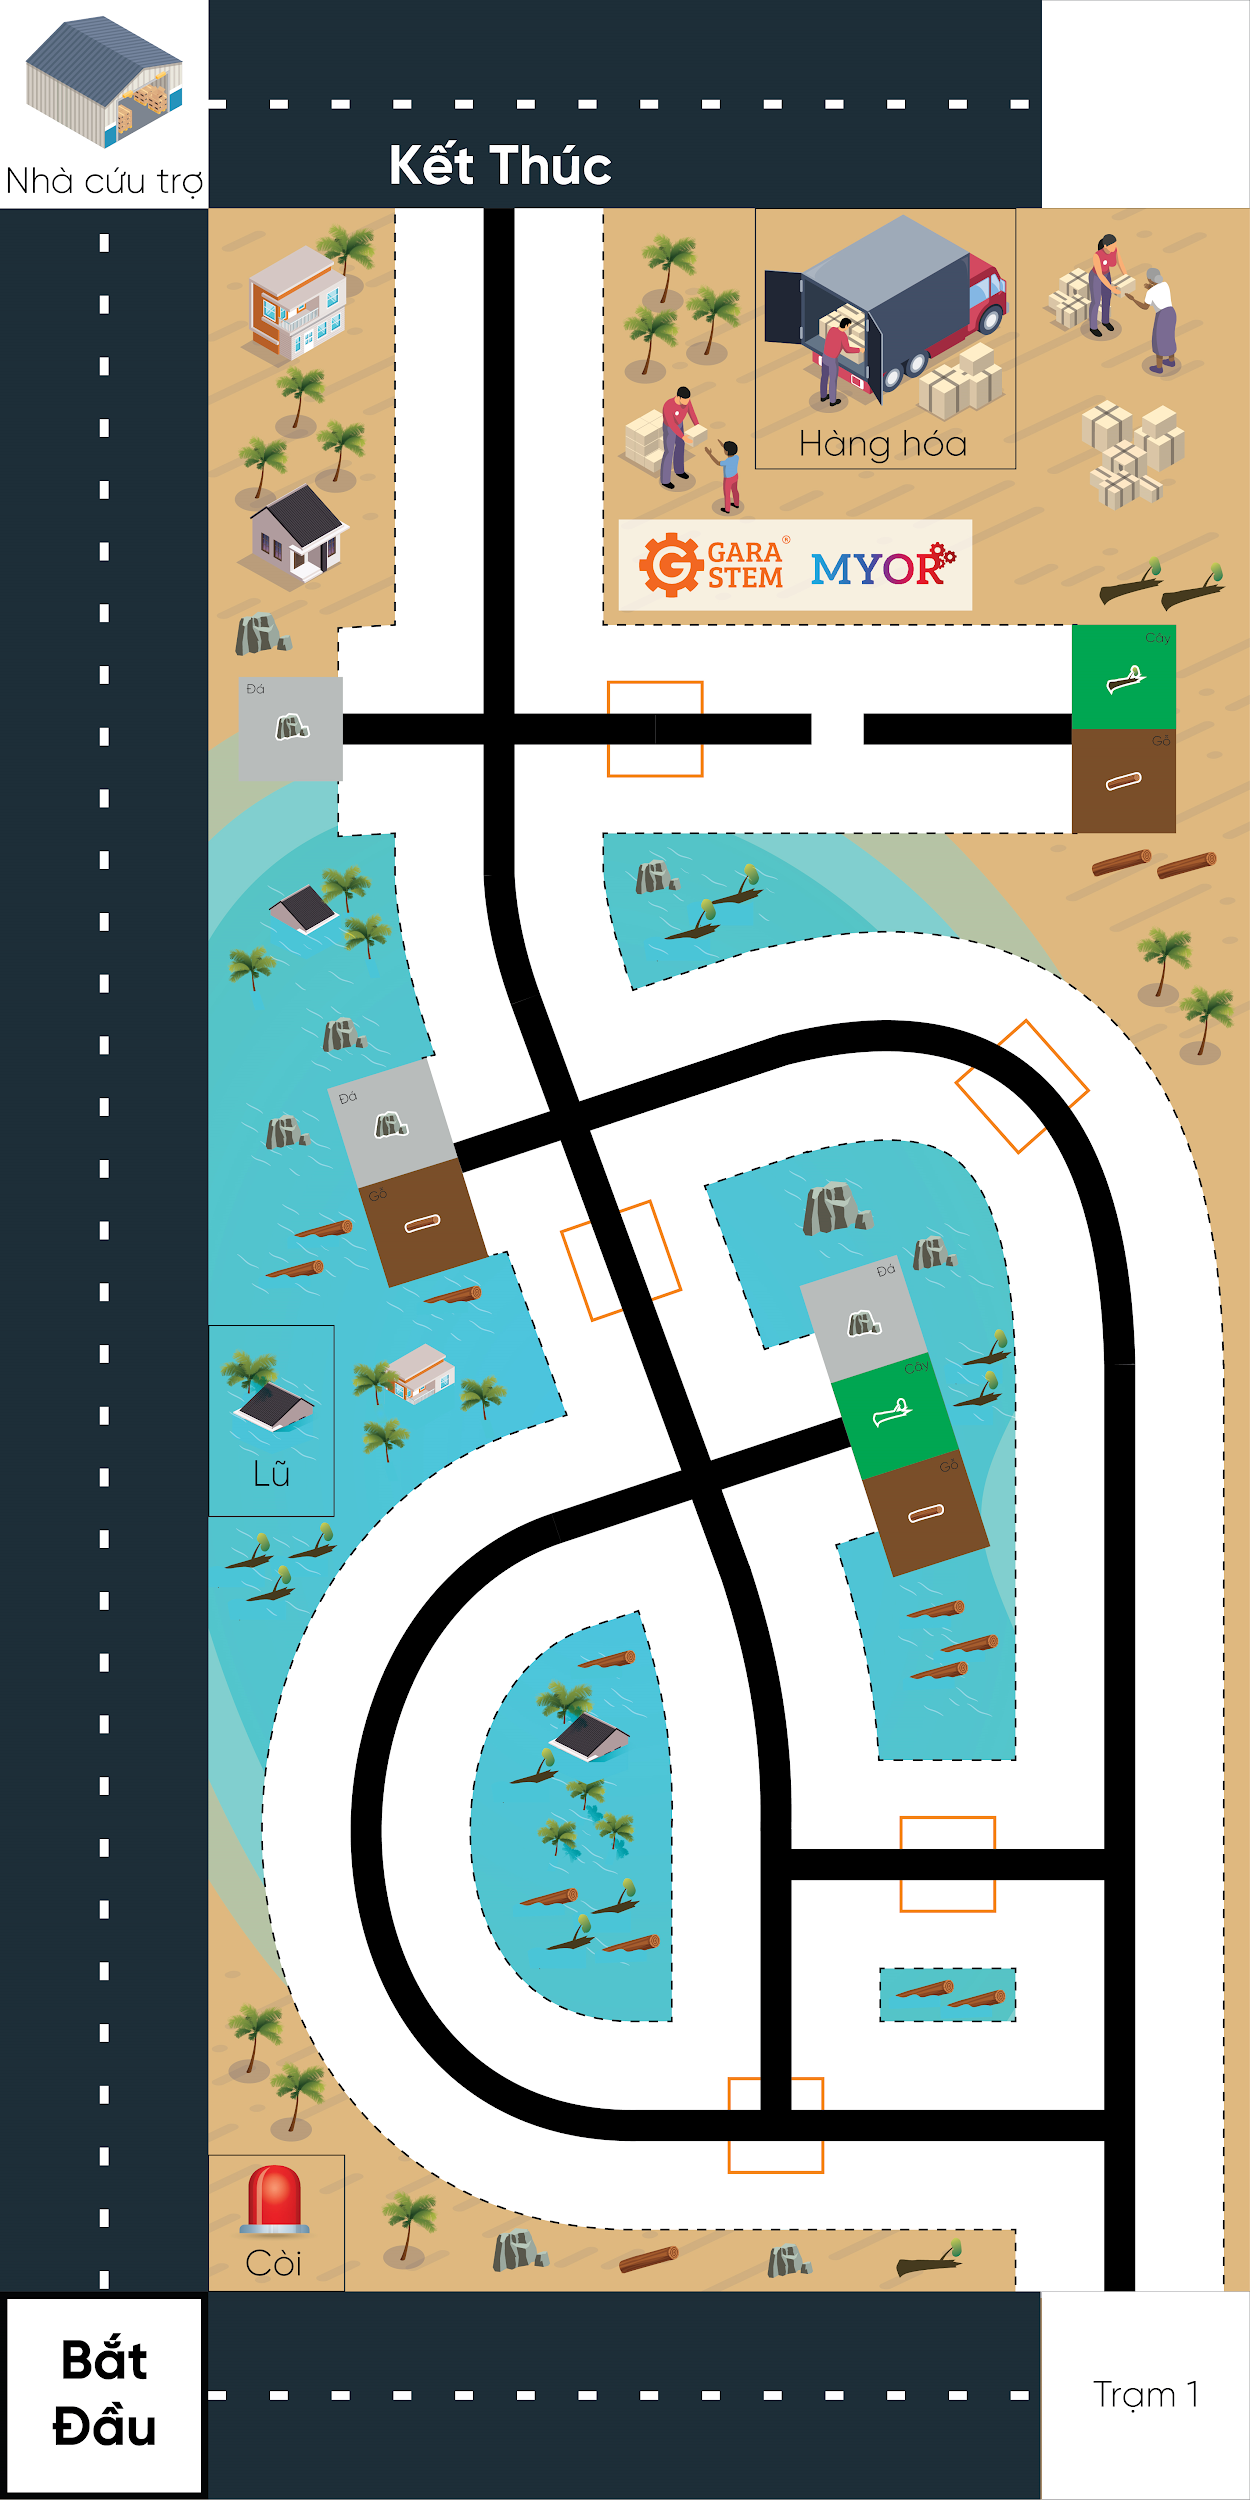 Nhà cứu trợ
Kết Thúc
Hàng hóa
GARA
STEM
®
MYOR
Cây
Đá
Gỗ
Đá
Gỗ
Đá
Cây
Gỗ
Lũ
Còi
Bắt
Đầu
Trạm 1